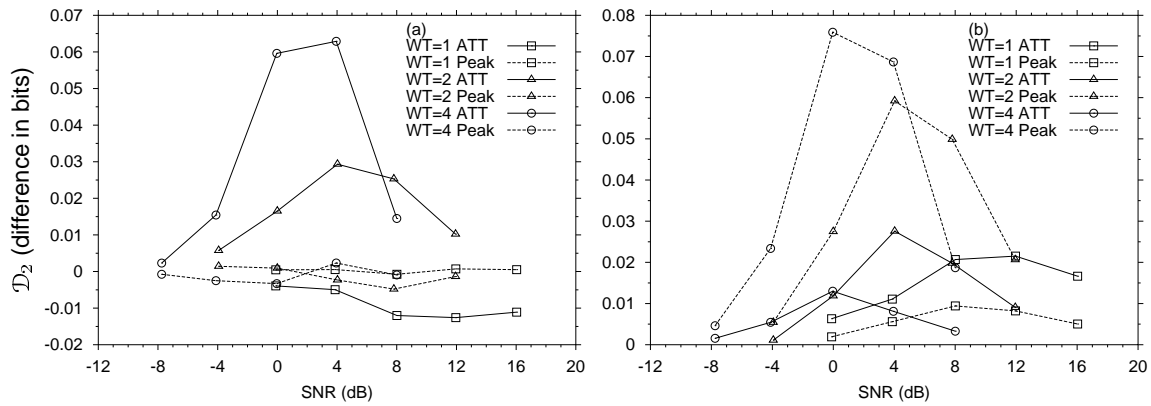 𝒟₂ (difference in bits)
0.07
0.06
0.05
0.04
0.03
0.02
0.01
0
-0.01
-0.02
-12 -8 -4 0 4 8 12 16 20
SNR (dB)
(a)
WT=1 ATT
WT=1 Peak
WT=2 ATT
WT=2 Peak
WT=4 ATT
WT=4 Peak
0.08
0.07
0.06
0.05
0.04
0.03
0.02
0.01
0
-12 -8 -4 0 4 8 12 16 20
SNR (dB)
(b)
WT=1 ATT
WT=1 Peak
WT=2 ATT
WT=2 Peak
WT=4 ATT
WT=4 Peak